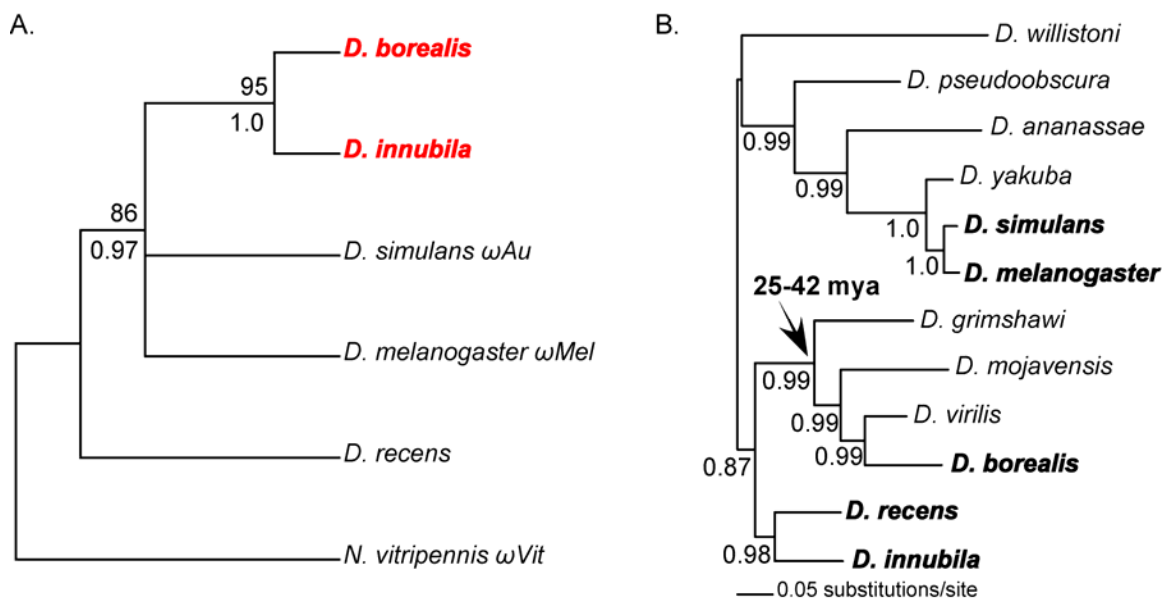 A.
D. borealis
95
1.0
D. innubila
86
0.97
D. simulans ωAu
D. melanogaster ωMel
D. recens
N. vitripennis ωVit
B.
D. willistoni
D. pseudoobscura
0.99
D. ananassae
0.99
D. yakuba
1.0
D. simulans
1.0
D. melanogaster
25-42 mya
D. grimshawi
0.99
D. mojavensis
0.99
D. virilis
0.99
D. borealis
0.87
D. recens
0.98
D. innubila
0.05 substitutions/site